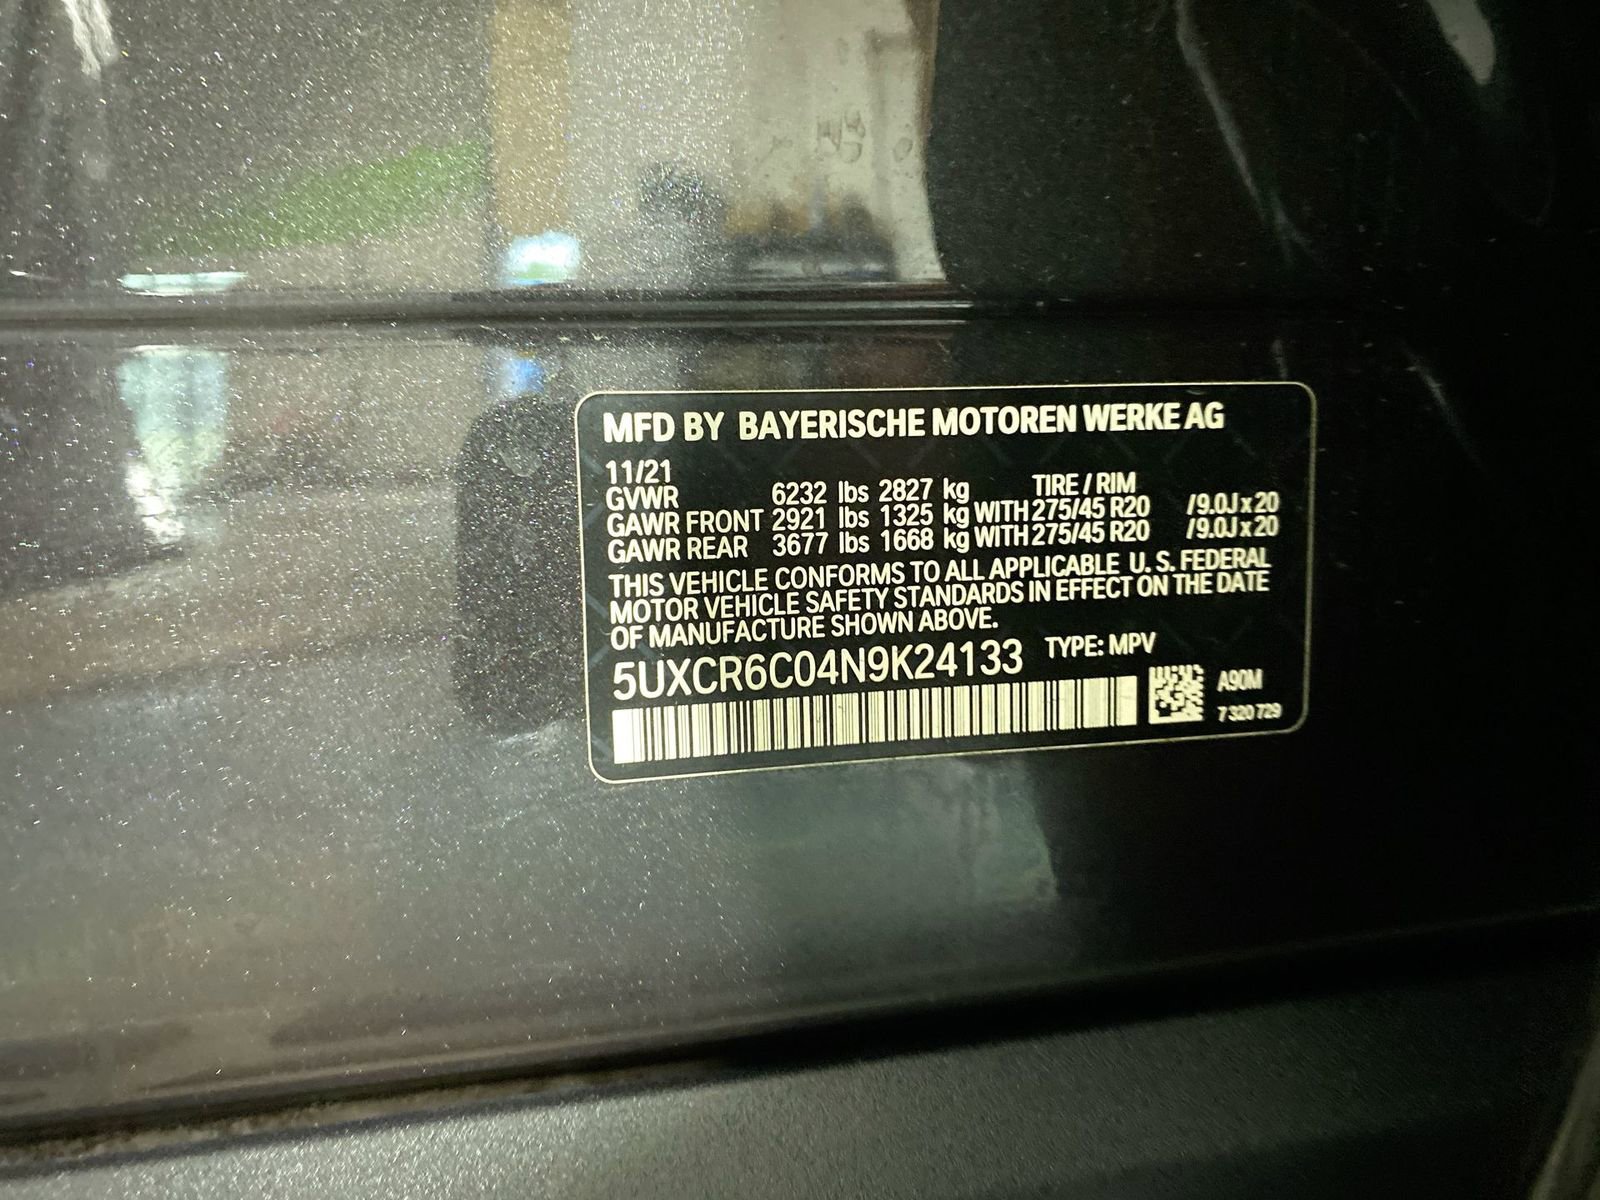 MFD BY BAYERISCHE MOTOREN WERKE AG
11/21 TIRE / RIM
GVWR 6232 lbs 2827 kg
GAWR FRONT 2921 lbs 1325 kg WITH 275/45 R20 /9.0J x 20
GAWR REAR 3677 lbs 1668 kg WITH 275/45 R20 /9.0J x 20
THIS VEHICLE CONFORMS TO ALL APPLICABLE U. S. FEDERAL
MOTOR VEHICLE SAFETY STANDARDS IN EFFECT ON THE DATE
OF MANUFACTURE SHOWN ABOVE.
5UXCR6C04N9K24133 TYPE: MPV
A90M
7 320 729